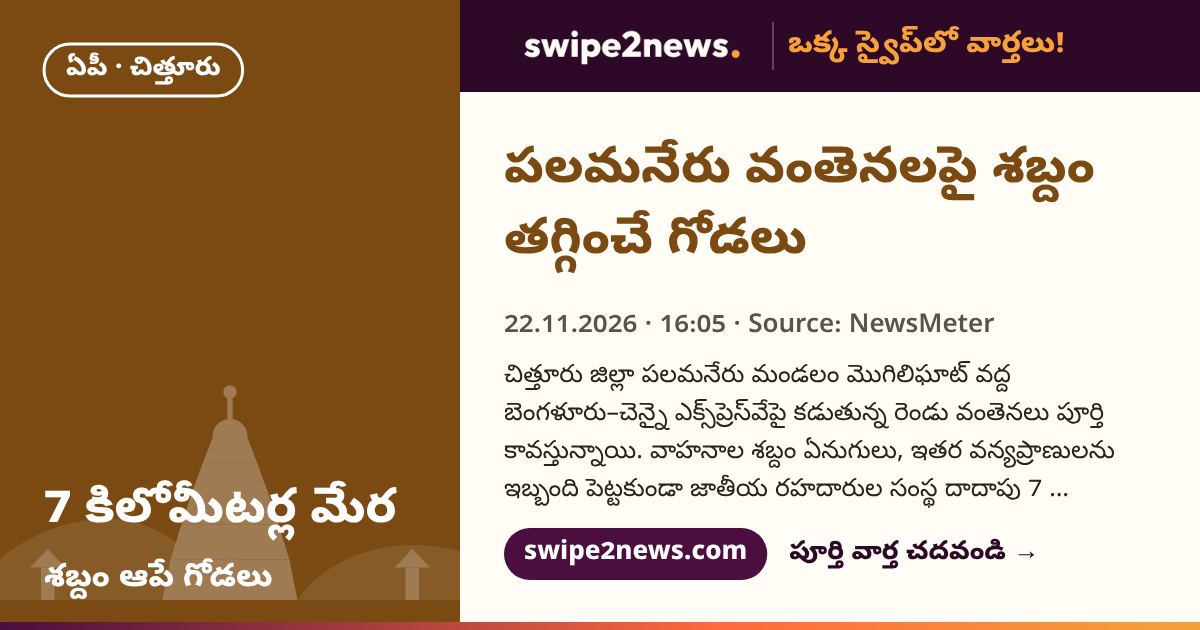 ఏపీ · చిత్తూరు
7 కిలోమీటర్ల మేర
శబ్దం ఆపే గోడలు
swipe2news.
ఒక్క స్వైప్‌లో వార్తలు!
పలమనేరు వంతెనలపై శబ్దం
తగ్గించే గోడలు
22.11.2026 · 16:05 · Source: NewsMeter
చిత్తూరు జిల్లా పలమనేరు మండలం మొగిలిఘాట్ వద్ద
బెంగళూరు–చెన్నై ఎక్స్‌ప్రెస్‌వేపై కడుతున్న రెండు వంతెనలు పూర్తి
కావస్తున్నాయి. వాహనాల శబ్దం ఏనుగులు, ఇతర వన్యప్రాణులను
ఇబ్బంది పెట్టకుండా జాతీయ రహదారుల సంస్థ దాదాపు 7 ...
swipe2news.com
పూర్తి వార్త చదవండి →